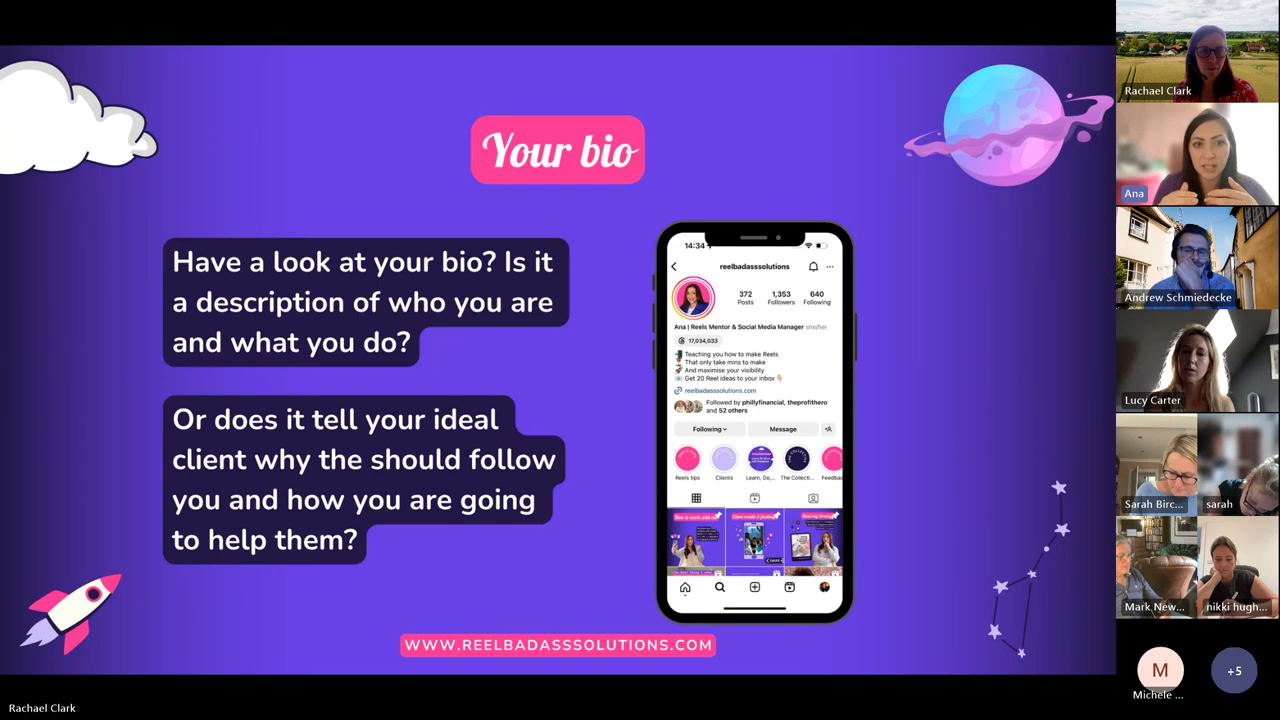 Your bio
Have a look at your bio? Is it
a description of who you are
and what you do?
Or does it tell your ideal
client why the should follow
you and how you are going
to help them?
WWW.REELBADASSSOLUTIONS.COM
14:34
reelbadasssolutions
372
Posts
1,353
Followers
640
Following
Ana | Reels Mentor & Social Media Manager she/her
17,034,033
Teaching you how to make Reels
That only take mins to make
And maximise your visibility
Get 20 Reel ideas to your inbox
reelbadasssolutions.com
Followed by phillyfinancial, theprofithero
and 52 others
Following
Message
Reels tips
Clients
Learn, Do,...
The Collecti...
Feedba
Rachael Clark
Ana
Andrew Schmiedecke
Lucy Carter
Sarah Birc...
sarah
Mark New...
nikki hugh...
M
Michele ...
+5
Rachael Clark